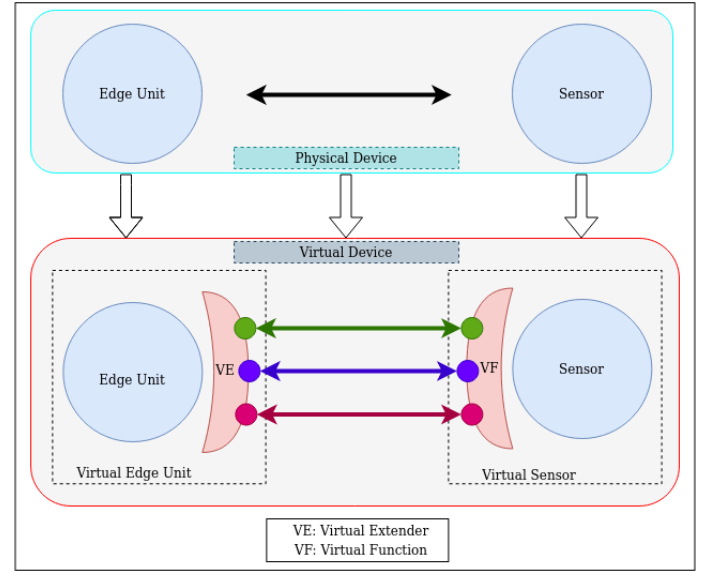 Edge Unit
Sensor
Physical Device
Virtual Device
Edge Unit
VE
VF
Sensor
Virtual Edge Unit
Virtual Sensor
VE: Virtual Extender
VF: Virtual Function